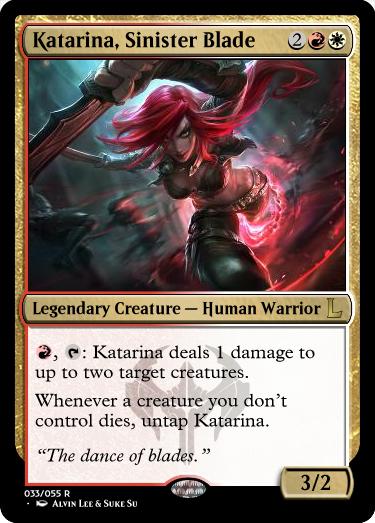 Katarina, Sinister Blade 2
Legendary Creature — Human Warrior L
, : Katarina deals 1 damage to
up to two target creatures.
Whenever a creature you don't
control dies, untap Katarina.
"The dance of blades."
3/2
033/055 R
· Alvin Lee & Suke Su